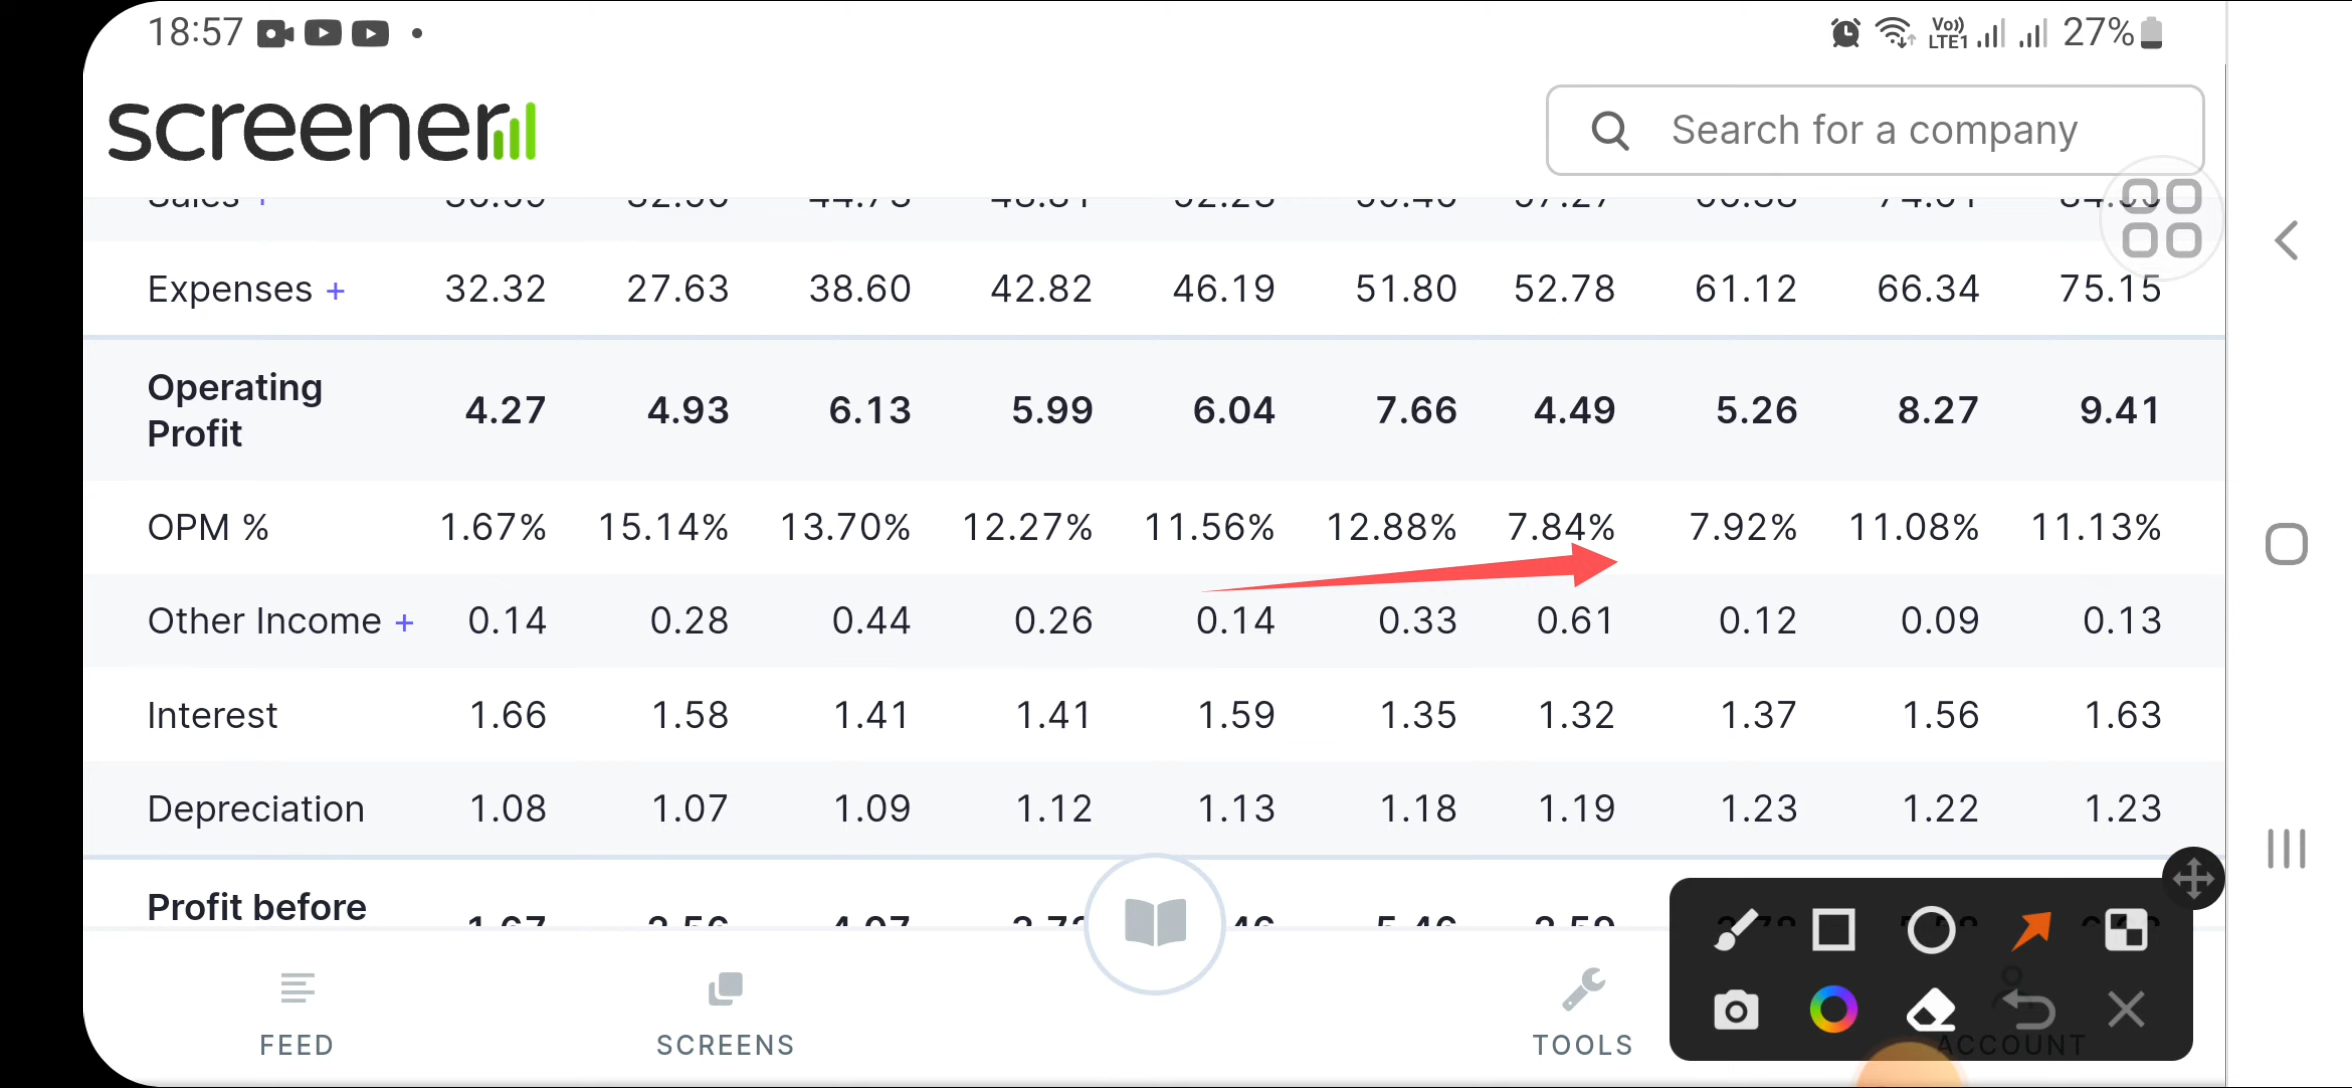 18:57 Vo)) LTE1 27%
screener
Search for a company
Sales +
Expenses + 32.32 27.63 38.60 42.82 46.19 51.80 52.78 61.12 66.34 75.15
Operating Profit 4.27 4.93 6.13 5.99 6.04 7.66 4.49 5.26 8.27 9.41
OPM % 1.67% 15.14% 13.70% 12.27% 11.56% 12.88% 7.84% 7.92% 11.08% 11.13%
Other Income + 0.14 0.28 0.44 0.26 0.14 0.33 0.61 0.12 0.09 0.13
Interest 1.66 1.58 1.41 1.41 1.59 1.35 1.32 1.37 1.56 1.63
Depreciation 1.08 1.07 1.09 1.12 1.13 1.18 1.19 1.23 1.22 1.23
Profit before
FEED SCREENS TOOLS ACCOUNT